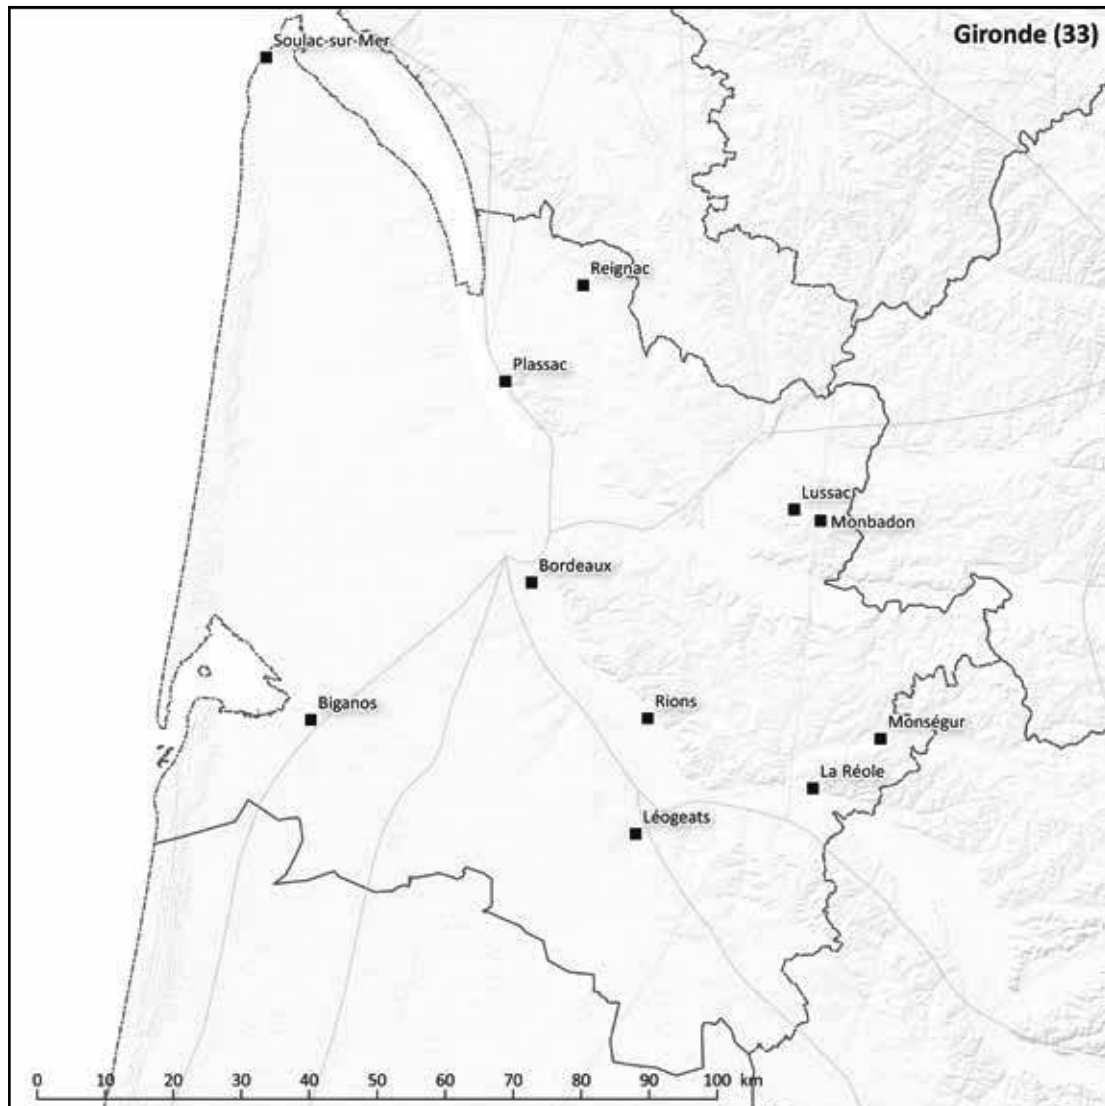 Gironde (33)
Soulac-sur-Mer
Reignac
Plassac
Lussac
Monbadon
Bordeaux
Biganos
Rions
Monségur
La Réole
Léogeats
0 10 20 30 40 50 60 70 80 90 100 km